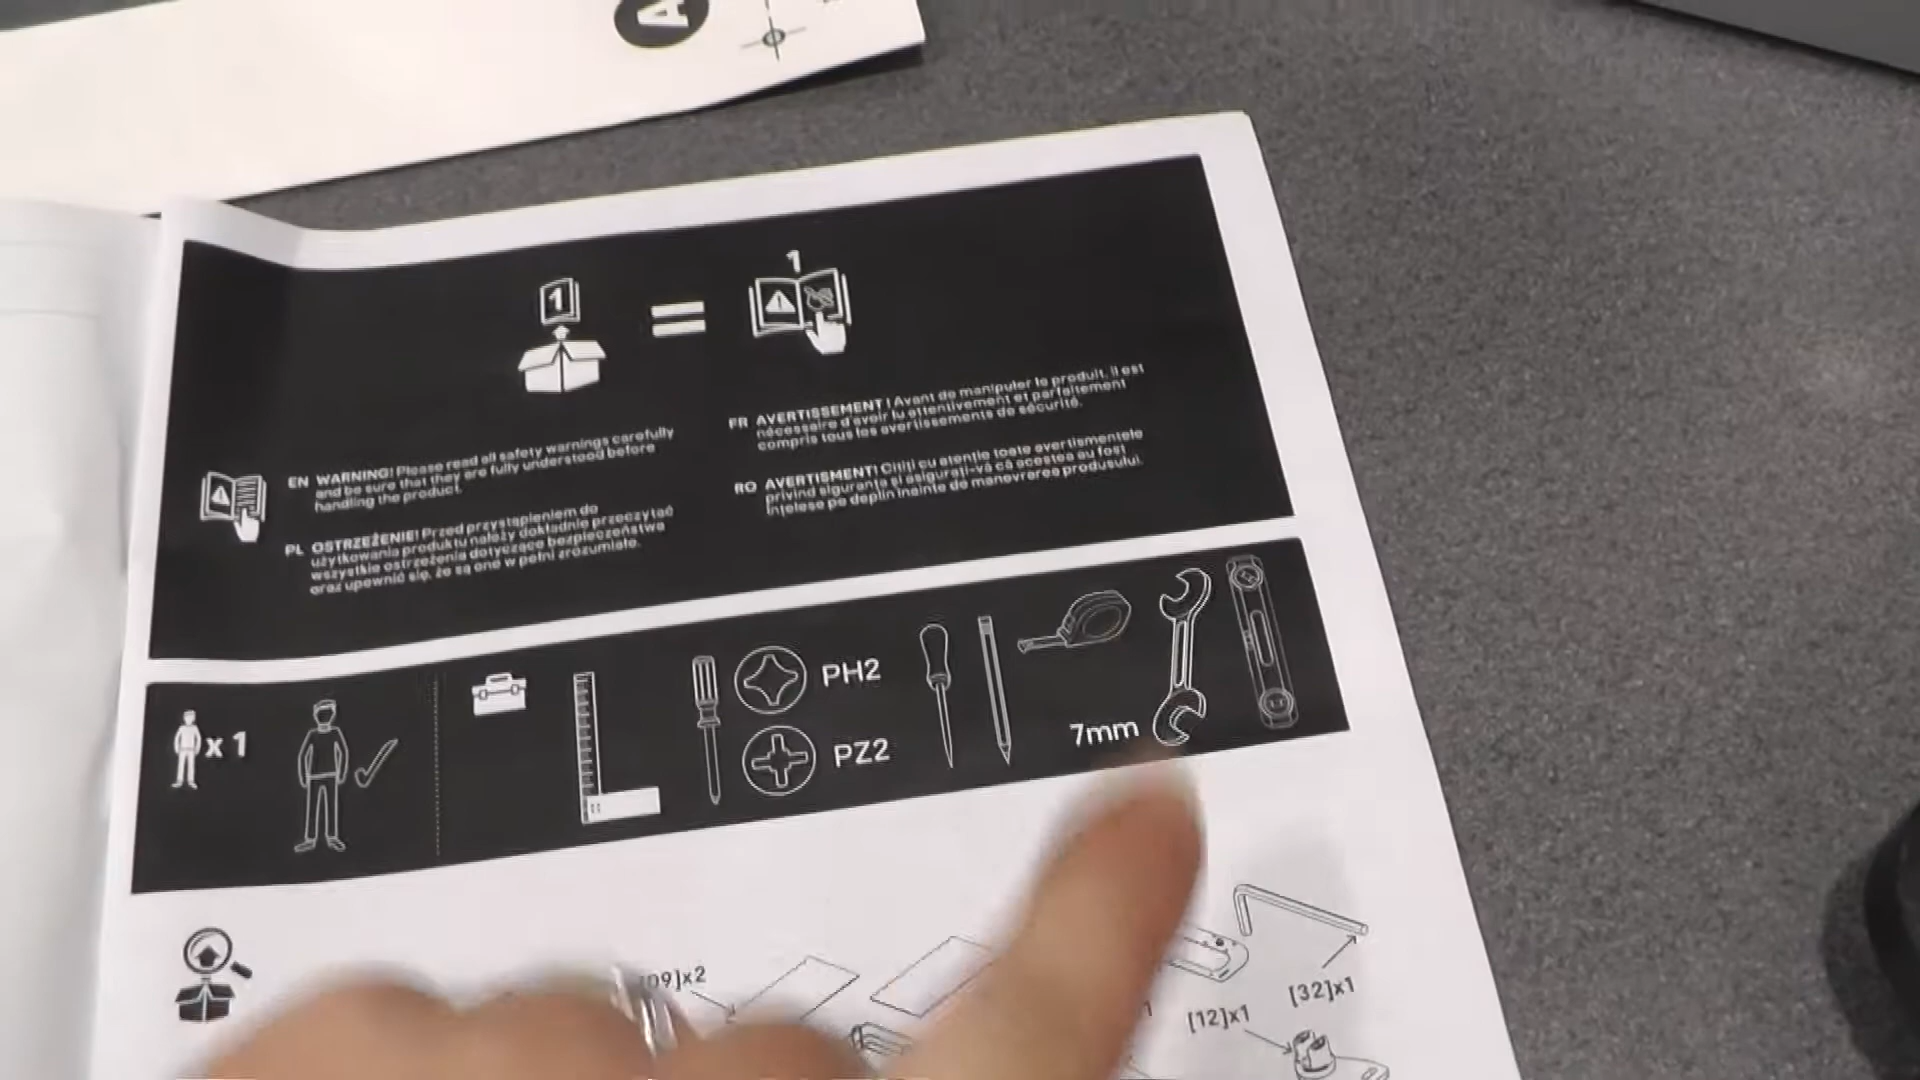 A
1
1
EN WARNING! Please read all safety warnings carefully
and be sure that they are fully understood before
handling the product.
PL OSTRZEŻENIE! Przed przystąpieniem do
użytkowania produktu należy dokładnie przeczytać
wszystkie ostrzeżenia dotyczące bezpieczeństwa
oraz upewnić się, że są one w pełni zrozumiałe.
FR AVERTISSEMENT ! Avant de manipuler le produit, il est
nécessaire d'avoir lu attentivement et parfaitement
compris tous les avertissements de sécurité.
RO AVERTISMENT! Citiți cu atenție toate avertismentele
privind siguranța și asigurați-vă că acestea au fost
înțelese pe deplin înainte de manevrarea produsului.
x 1
PH2
PZ2
7mm
09]x2
1
[12]x1
[32]x1